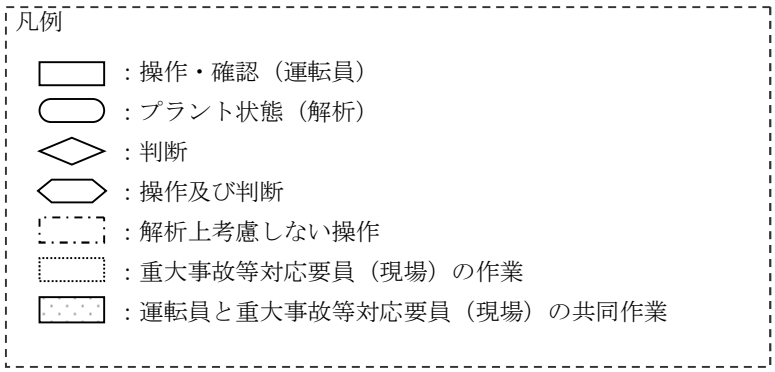 凡例
：操作・確認（運転員）
：プラント状態（解析）
：判断
：操作及び判断
：解析上考慮しない操作
：重大事故等対応要員（現場）の作業
：運転員と重大事故等対応要員（現場）の共同作業